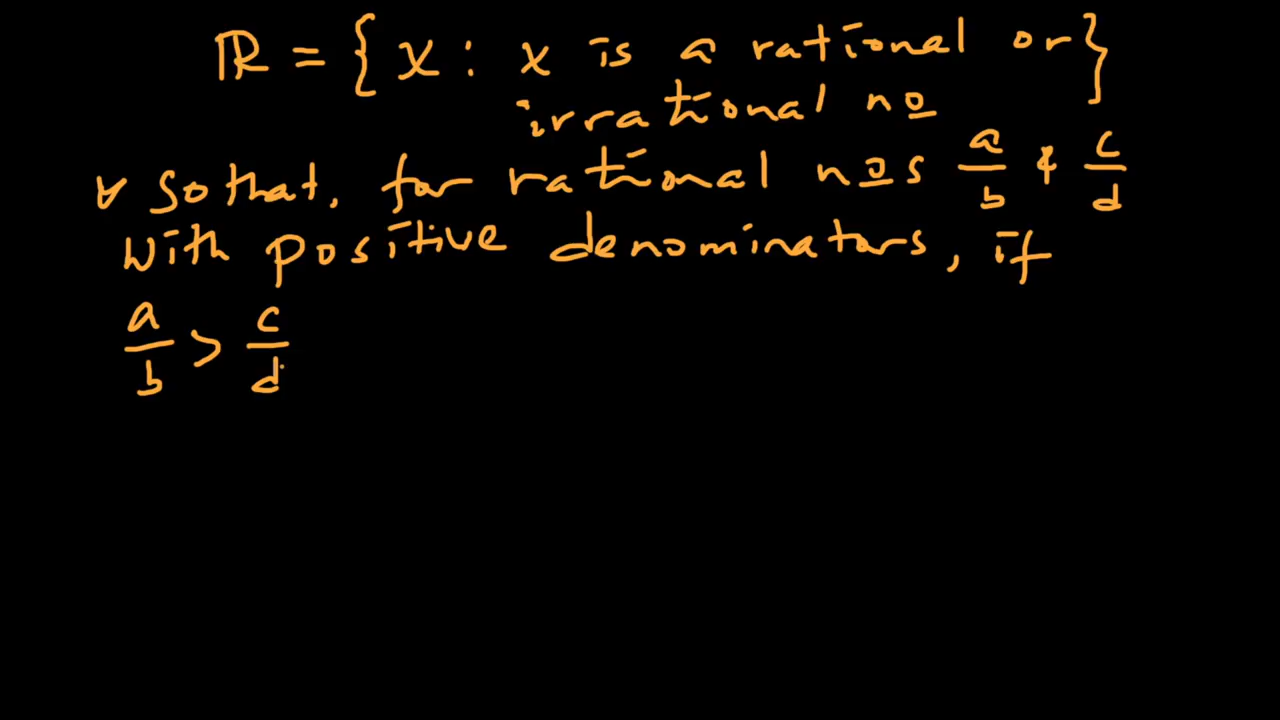 ℝ = { x : x is a rational or }
irrational no
∀ So that, for rational nos a/b & c/d
with positive denominators, if
a/b > c/d